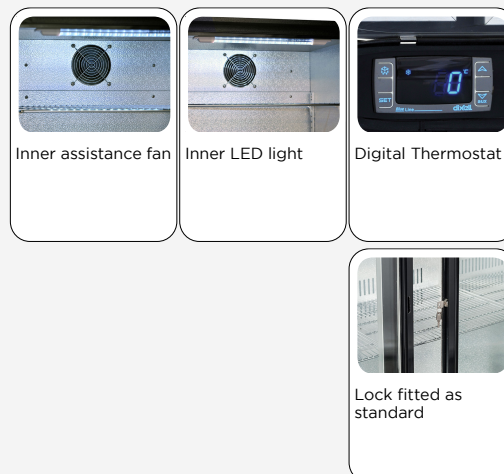 Inner assistance fan
Inner LED light
Digital Thermostat
0°c
SET
dixell
Lock fitted as
standard